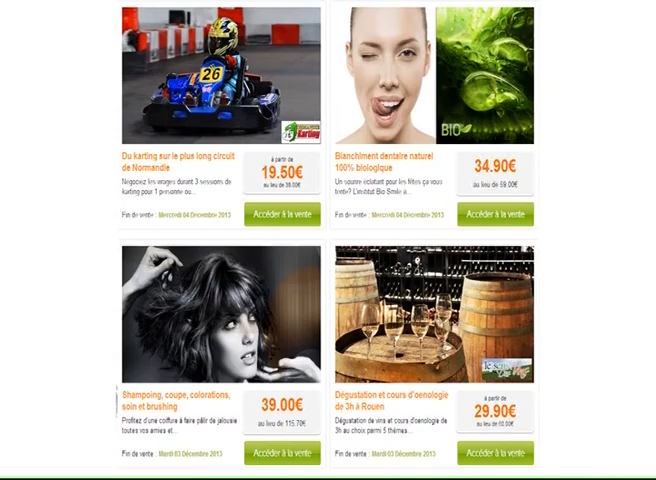 26
Karting
Du karting sur le plus long circuit
de Normandie
Négociez les virages durant 3 sessions de
karting pour 1 personne ou...
à partir de
19.50€
au lieu de 39.00€
Fin de vente : Mercredi 04 Décembre 2013
Accéder à la vente
BIO
Blanchiment dentaire naturel
100% biologique
Un sourire éclatant pour les fêtes ça vous
tente? L'institut Bio Smile a...
34.90€
au lieu de 69.00€
Fin de vente : Mercredi 04 Décembre 2013
Accéder à la vente
Shampoing, coupe, colorations,
soin et brushing
Profitez d'une coiffure à faire pâlir de jalousie
toutes vos amies et...
39.00€
au lieu de 115.70€
Fin de vente : Mardi 03 Décembre 2013
Accéder à la vente
Dégustation et cours d'oenologie
de 3h à Rouen
Dégustation de vins et cours d'oenologie de
3h au choix parmi 5 thèmes...
à partir de
29.90€
au lieu de 60.00€
Fin de vente : Mardi 03 Décembre 2013
Accéder à la vente